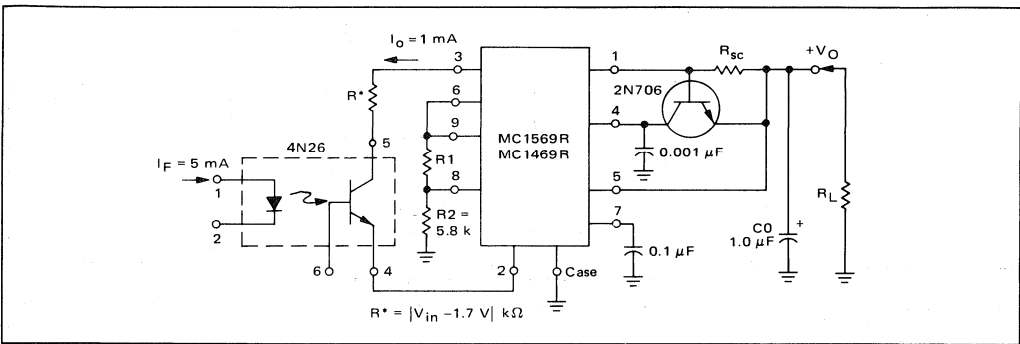 I_o = 1 mA
3
1
R_sc
+V_O
R*
6
2N706
4
9
5
MC1569R
MC1469R
4N26
R1
0.001 µF
I_F = 5 mA
1
8
5
R_L
R2 =
5.8 k
7
C0
1.0 µF
+
2
0.1 µF
6
4
2
Case
R* = |V_in −1.7 V| kΩ